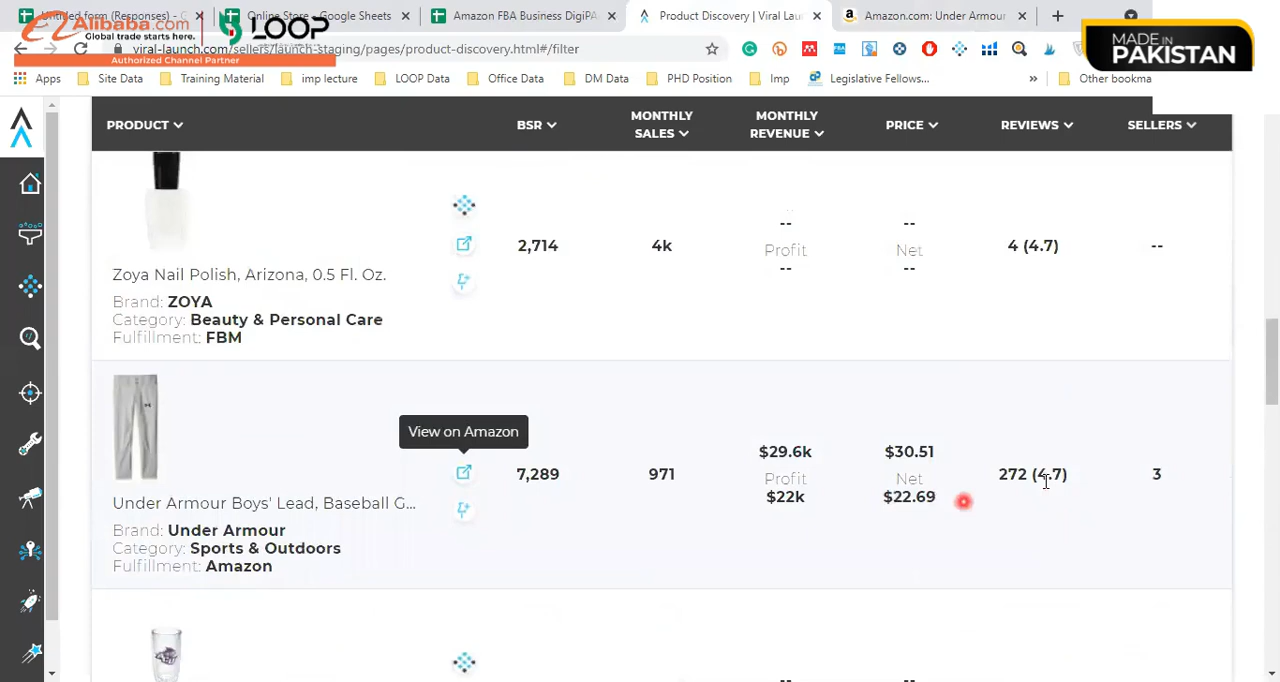 Untitled form (Responses) - G
Online Store - Google Sheets
Amazon FBA Business DigiPA
Product Discovery | Viral Lau
Amazon.com: Under Armour
Alibaba.com
Global trade starts here.
Authorized Channel Partner
LOOP
MADE IN
PAKISTAN
viral-launch.com/sellers/launch-staging/pages/product-discovery.html#/filter
Apps Site Data Training Material imp lecture LOOP Data Office Data DM Data PHD Position Imp Legislative Fellows... » Other bookma
PRODUCT BSR MONTHLY SALES MONTHLY REVENUE PRICE REVIEWS SELLERS
2,714 4k -- Profit -- -- Net -- 4 (4.7) --
Zoya Nail Polish, Arizona, 0.5 Fl. Oz.
Brand: ZOYA
Category: Beauty & Personal Care
Fulfillment: FBM
View on Amazon
7,289 971 $29.6k Profit $22k $30.51 Net $22.69 272 (4.7) 3
Under Armour Boys' Lead, Baseball G...
Brand: Under Armour
Category: Sports & Outdoors
Fulfillment: Amazon